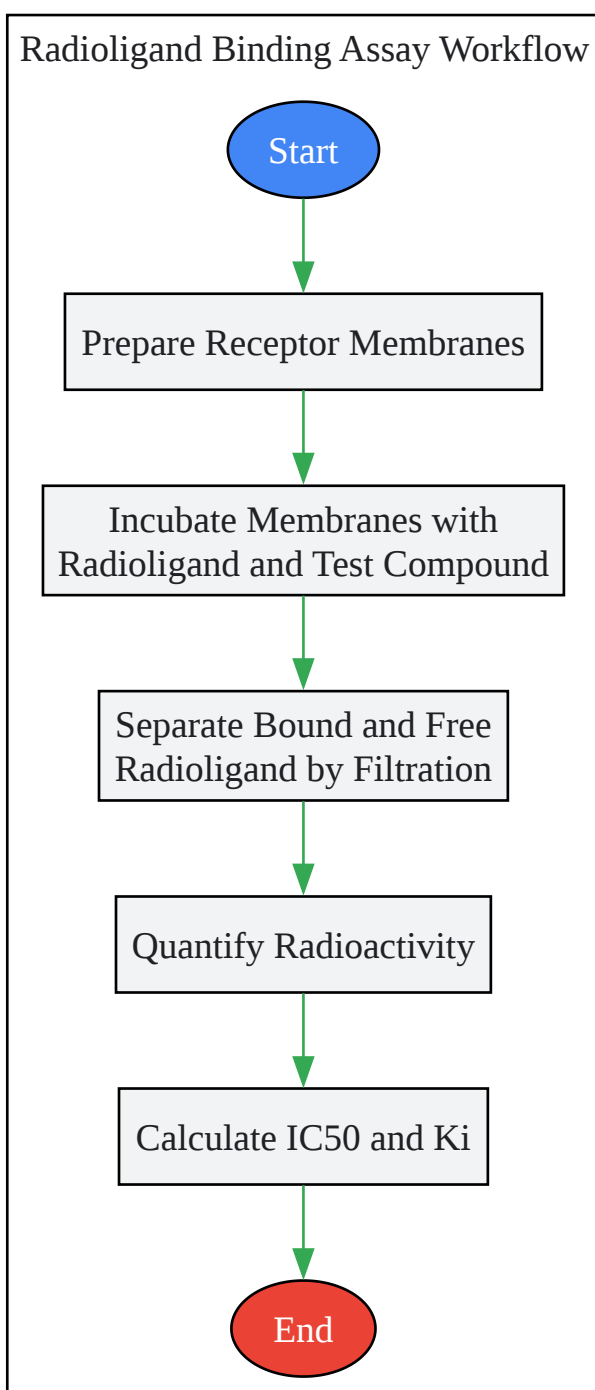 Radioligand Binding Assay Workflow
Start
Prepare Receptor Membranes
Incubate Membranes with
Radioligand and Test Compound
Separate Bound and Free
Radioligand by Filtration
Quantify Radioactivity
Calculate IC50 and Ki
End